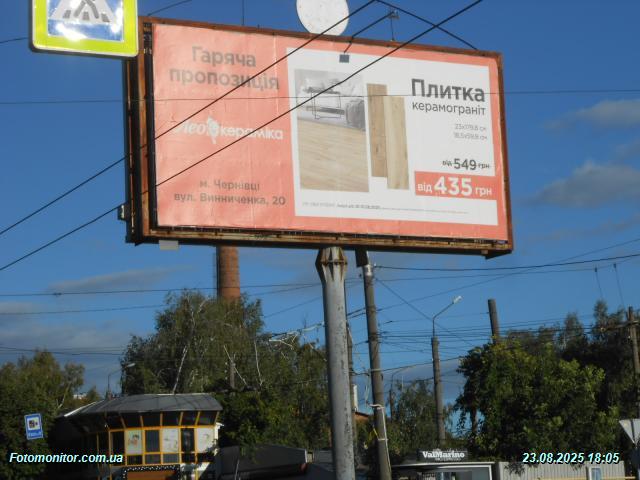 Гаряча
пропозиція
Леокераміка
м. Чернівці
вул. Винниченка, 20
Плитка
керамограніт
від 549 грн
від 435 грн
ValMarino
Fotomonitor.com.ua
23.08.2025 18:05